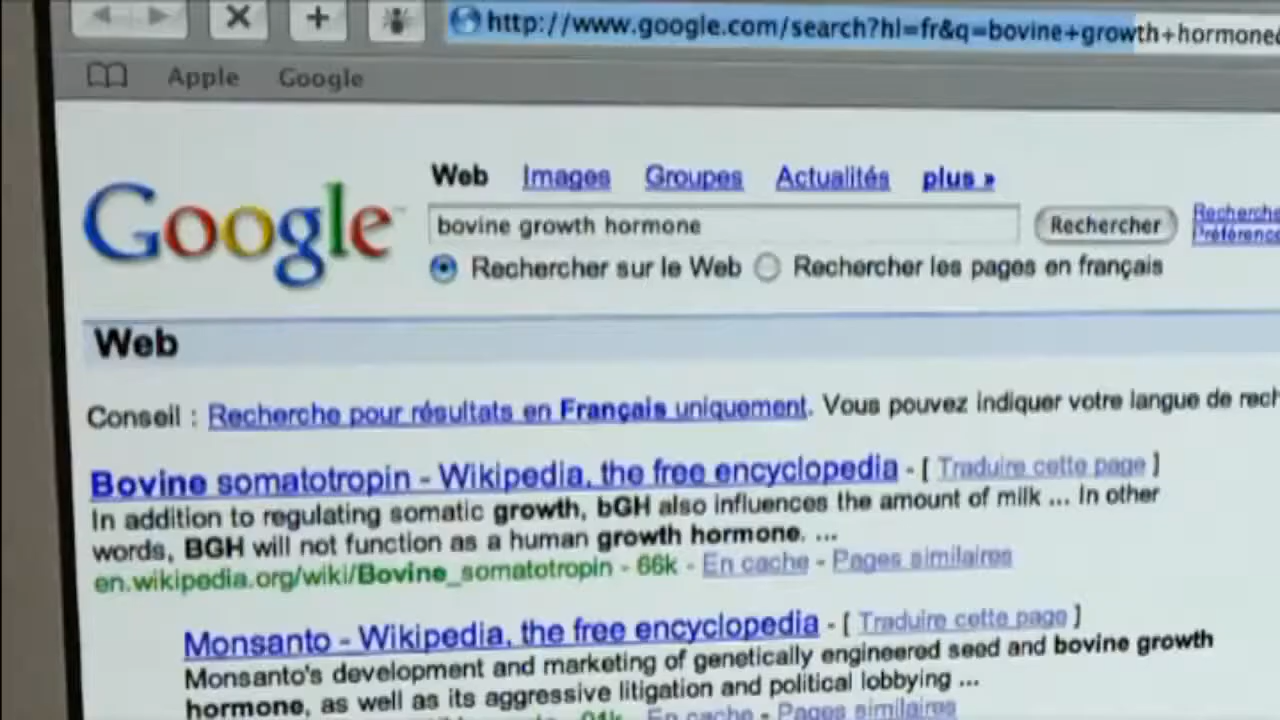 http://www.google.com/search?hl=fr&q=bovine+growth+hormone
Apple Google
Web Images Groupes Actualités plus »
Google
bovine growth hormone Rechercher
Rechercher sur le Web Rechercher les pages en français
Web
Conseil : Recherche pour résultats en Français uniquement. Vous pouvez indiquer votre langue de
Bovine somatotropin - Wikipedia, the free encyclopedia - [ Traduire cette page ]
In addition to regulating somatic growth, bGH also influences the amount of milk ... In other
words, BGH will not function as a human growth hormone. ...
en.wikipedia.org/wiki/Bovine_somatotropin - 66k - En cache - Pages similaires
Monsanto - Wikipedia, the free encyclopedia - [ Traduire cette page ]
Monsanto's development and marketing of genetically engineered seed and bovine growth
hormone, as well as its aggressive litigation and political lobbying ...
En cache - Pages similaires